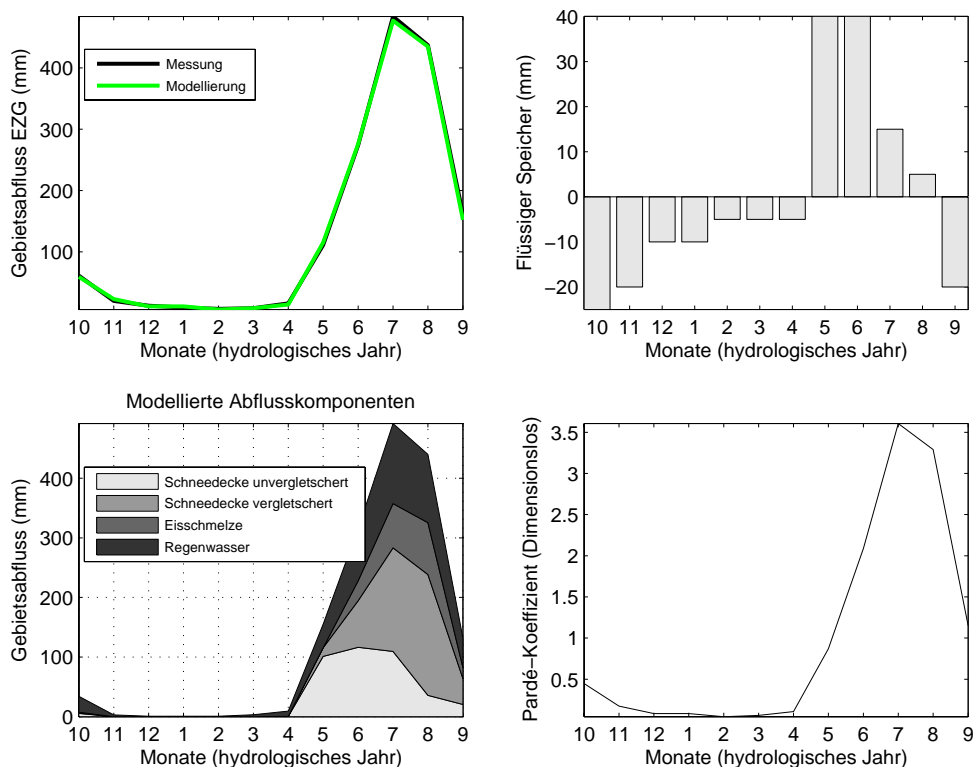 Gebietsabfluss EZG (mm)
400
300
200
100
Messung
Modellierung
10 11 12 1 2 3 4 5 6 7 8 9
Monate (hydrologisches Jahr)
Flüssiger Speicher (mm)
40
30
20
10
0
−10
−20
10 11 12 1 2 3 4 5 6 7 8 9
Monate (hydrologisches Jahr)
Modellierte Abflusskomponenten
Gebietsabfluss (mm)
400
300
200
100
0
Schneedecke unvergletschert
Schneedecke vergletschert
Eisschmelze
Regenwasser
10 11 12 1 2 3 4 5 6 7 8 9
Monate (hydrologisches Jahr)
Pardé−Koeffizient (Dimensionslos)
3.5
3
2.5
2
1.5
1
0.5
10 11 12 1 2 3 4 5 6 7 8 9
Monate (hydrologisches Jahr)